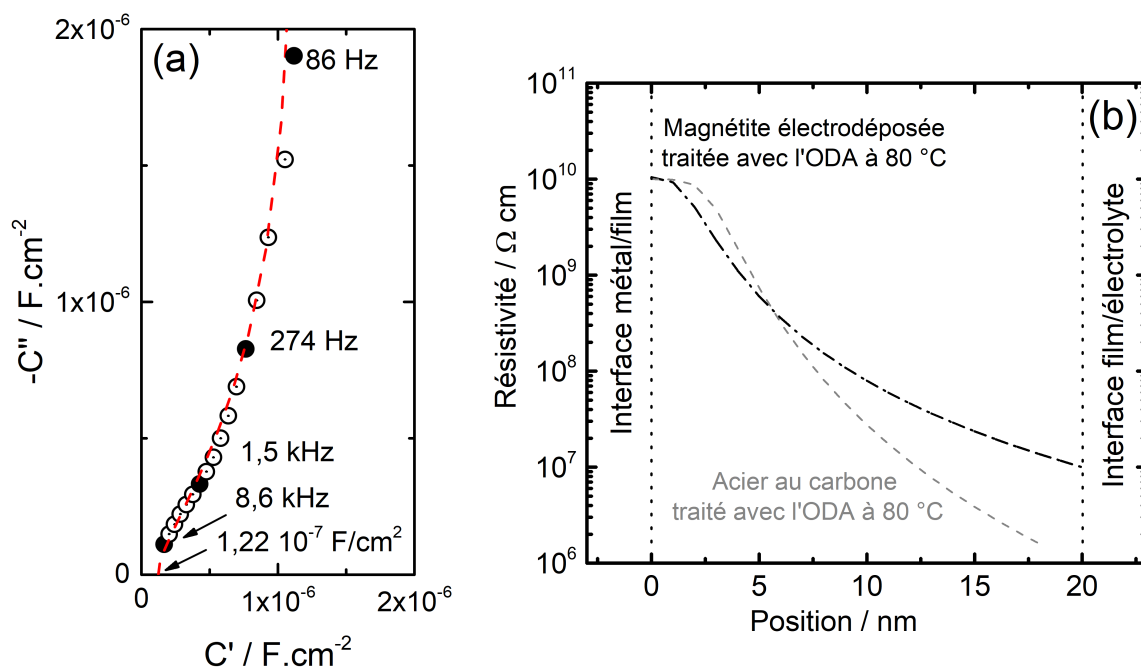 (a)
2x10-6
1x10-6
0
-C'' / F.cm-2
86 Hz
274 Hz
1,5 kHz
8,6 kHz
1,22 10-7 F/cm2
0
1x10-6
2x10-6
C' / F.cm-2
(b)
1011
1010
109
108
107
106
Résistivité / Ω cm
Interface métal/film
Magnétite électrodéposée
traitée avec l'ODA à 80 °C
Acier au carbone
traité avec l'ODA à 80 °C
Interface film/électrolyte
0
5
10
15
20
Position / nm